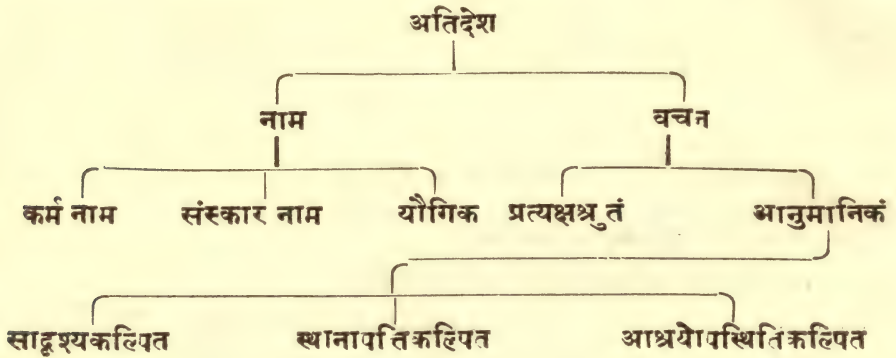 अतिदेश
नाम वचन
कर्म नाम संस्कार नाम यौगिक प्रत्यक्षश्रुतं आनुमानिकं
सादृश्यकल्पित स्थानापत्तिकल्पित आश्रयोपस्थितिकल्पित